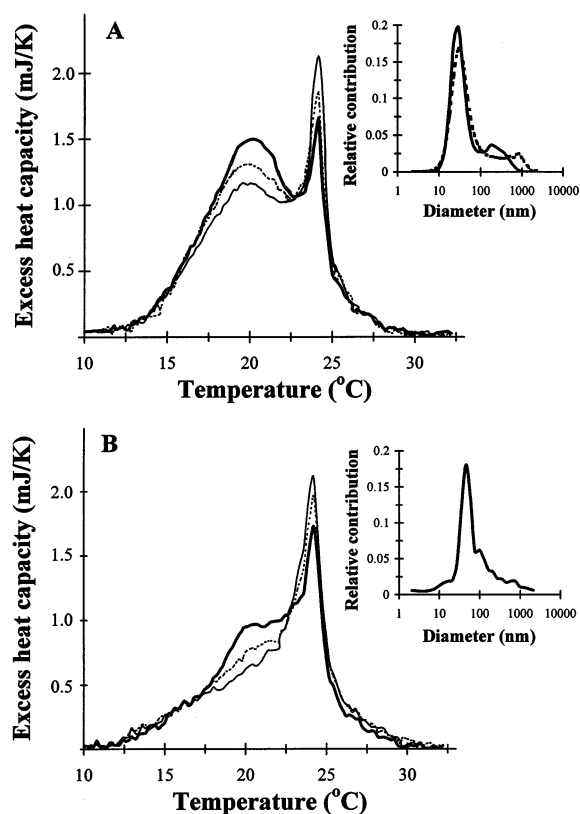 A
Excess heat capacity (mJ/K)
2.0
1.5
1.0
0.5
10 15 20 25 30
Temperature (°C)
Relative contribution
0.2
0.15
0.1
0.05
0
1 10 100 1000 10000
Diameter (nm)
B
Excess heat capacity (mJ/K)
2.0
1.5
1.0
0.5
10 15 20 25 30
Temperature (°C)
Relative contribution
0.2
0.15
0.1
0.05
0
1 10 100 1000 10000
Diameter (nm)